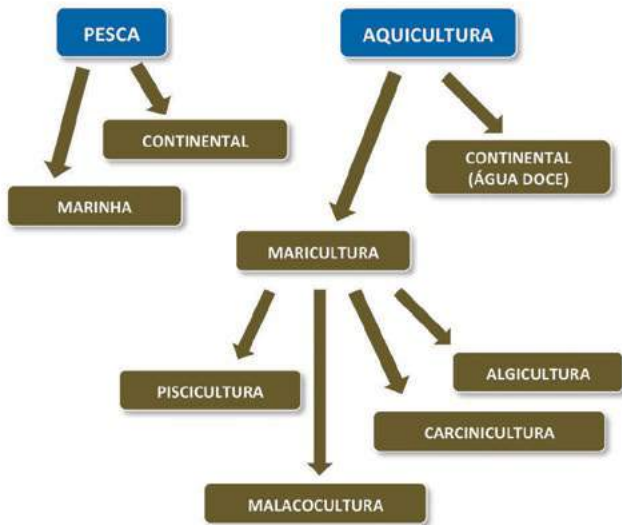 PESCA
AQUICULTURA
CONTINENTAL
CONTINENTAL
(ÁGUA DOCE)
MARINHA
MARICULTURA
PISCICULTURA
ALGICULTURA
CARCINICULTURA
MALACOCULTURA